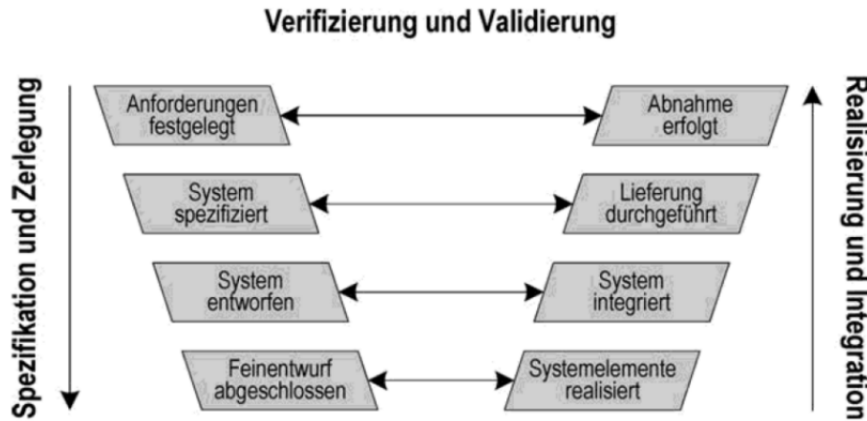 Verifizierung und Validierung
Spezifikation und Zerlegung
Anforderungen
festgelegt
Abnahme
erfolgt
System
spezifiziert
Lieferung
durchgeführt
System
entworfen
System
integriert
Feinentwurf
abgeschlossen
Systemelemente
realisiert
Realisierung und Integration